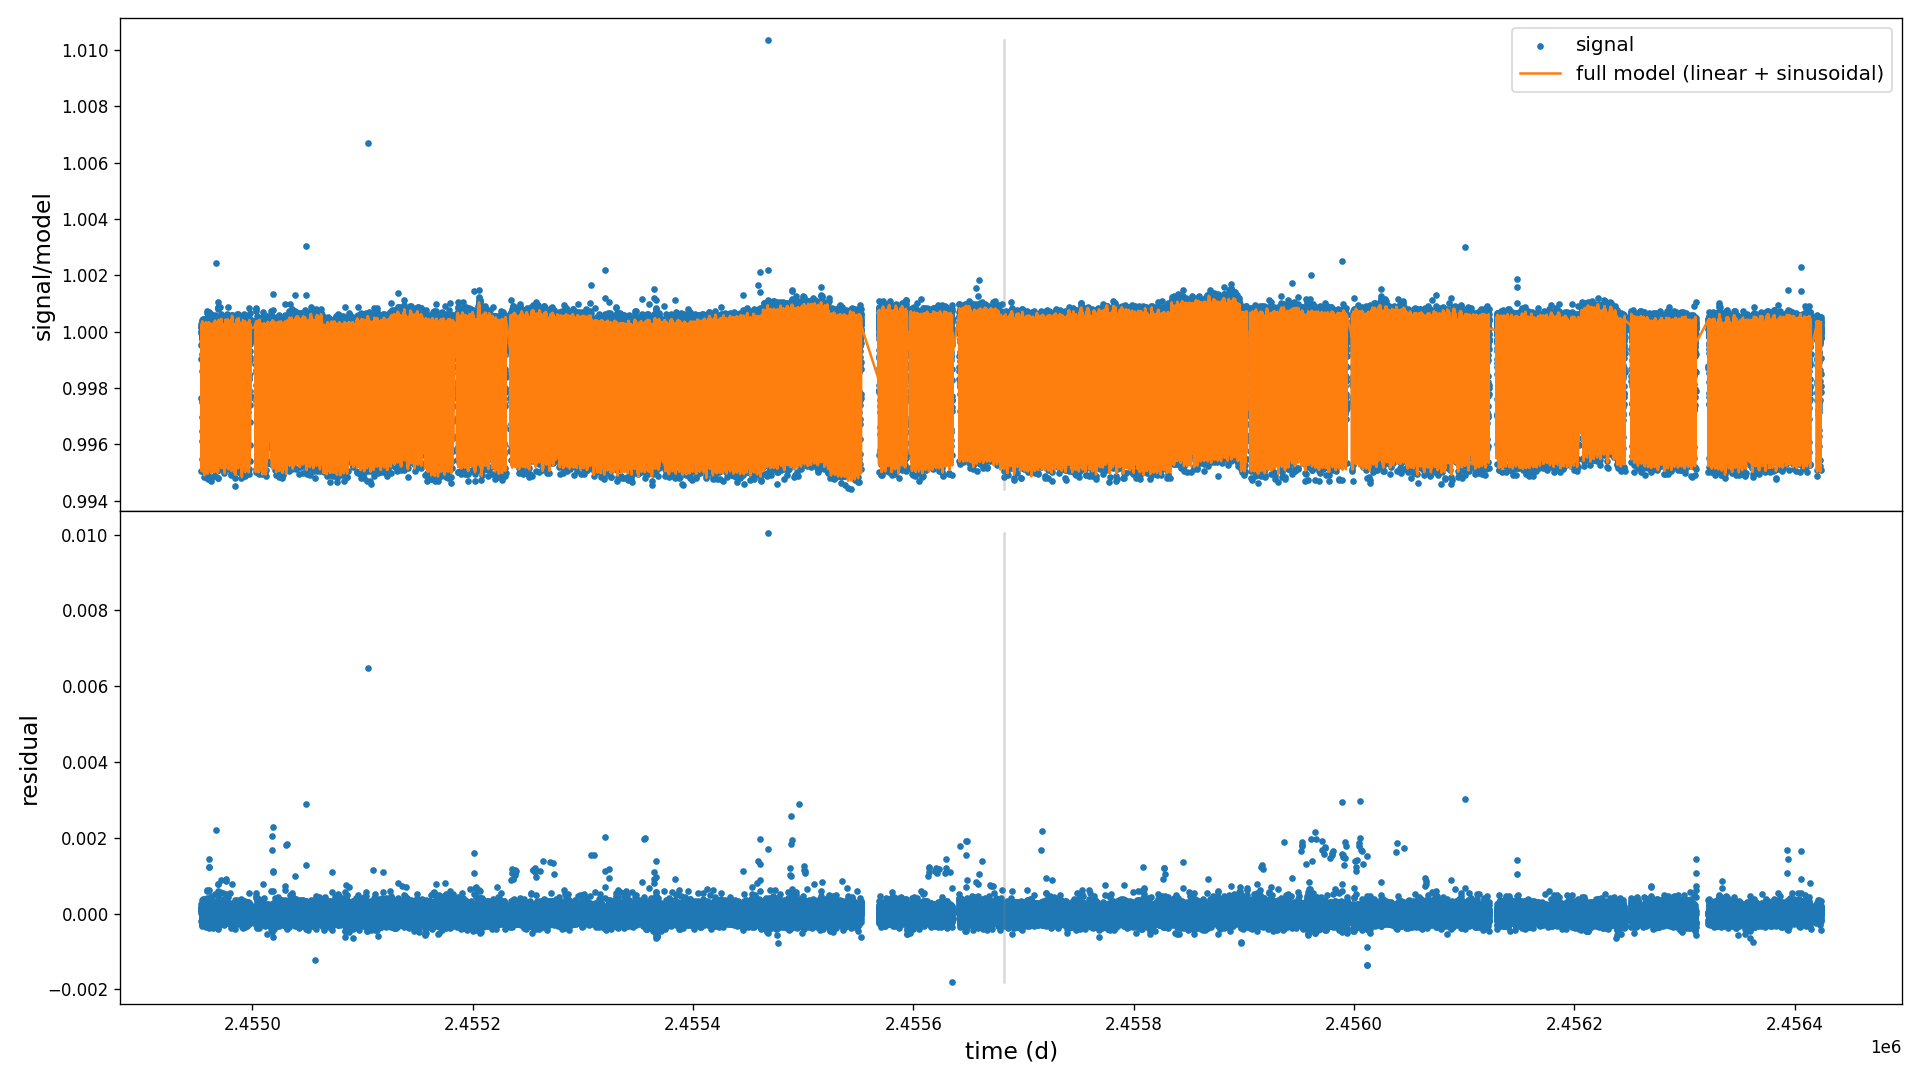 signal
full model (linear + sinusoidal)
signal/model
1.010
1.008
1.006
1.004
1.002
1.000
0.998
0.996
0.994
residual
0.010
0.008
0.006
0.004
0.002
0.000
−0.002
2.4550 2.4552 2.4554 2.4556 2.4558 2.4560 2.4562 2.4564
1e6
time (d)